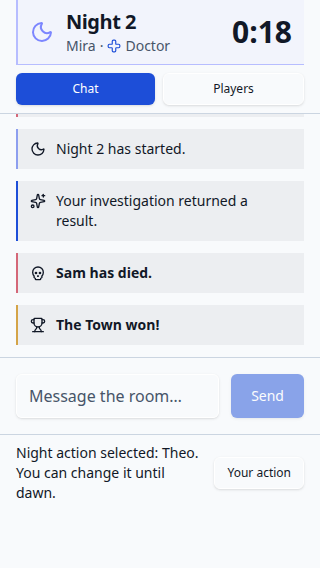 Night 2
Mira · Doctor
0:18
Chat
Players
Night 2 has started.
Your investigation returned a
result.
Sam has died.
The Town won!
Message the room...
Send
Night action selected: Theo.
You can change it until
dawn.
Your action